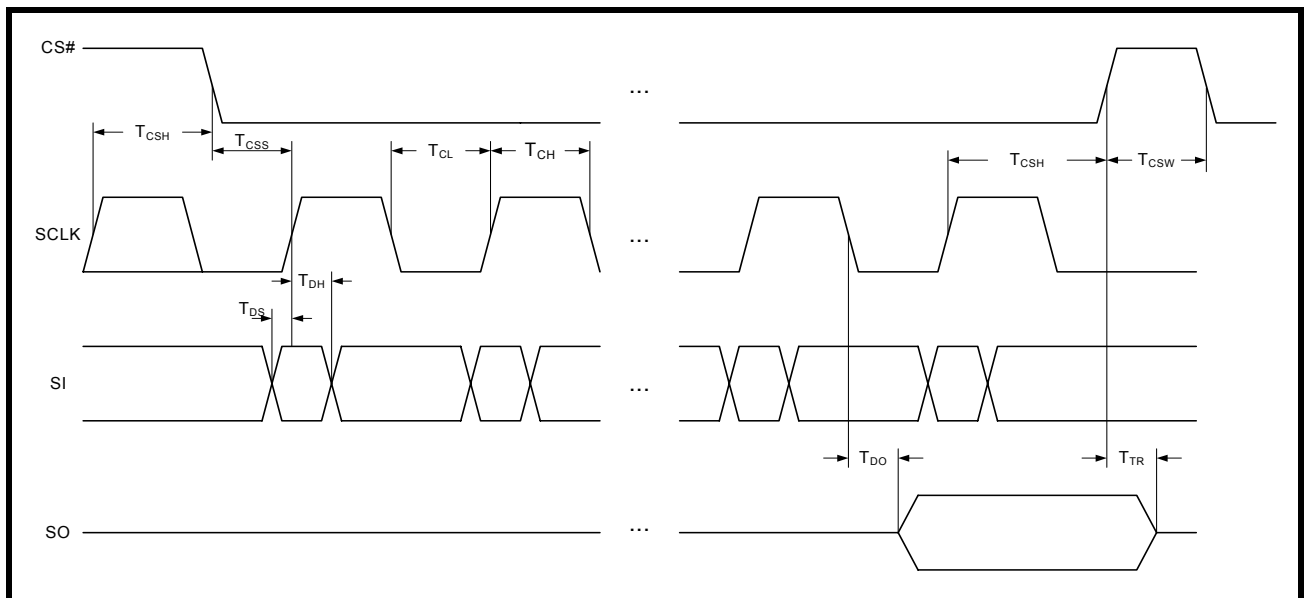 CS#
...
T_CSH
T_CSS
T_CL
T_CH
T_CSH
T_CSW
SCLK
...
T_DH
T_DS
SI
...
T_DO
T_TR
SO
...